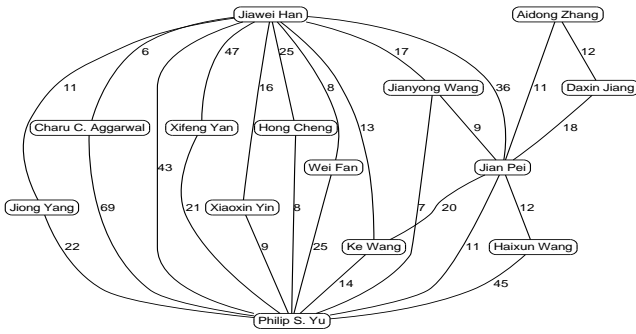 Jiawei Han
Aidong Zhang
6
47
25
17
12
11
16
8
36
Jianyong Wang
11
Daxin Jiang
Charu C. Aggarwal
Xifeng Yan
Hong Cheng
13
9
18
43
Wei Fan
Jian Pei
Jiong Yang
69
21
Xiaoxin Yin
8
7
20
12
22
9
25
Ke Wang
11
Haixun Wang
14
45
Philip S. Yu